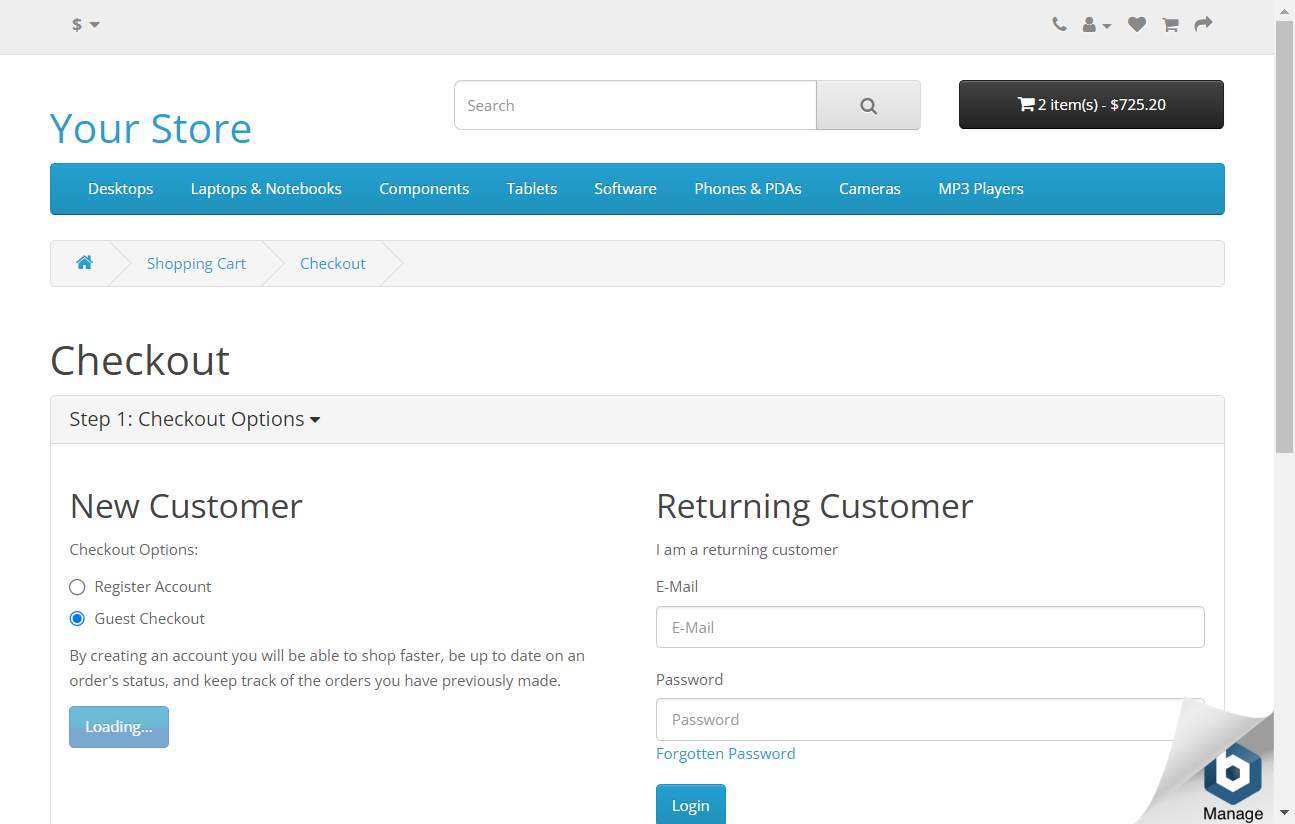 $
Search
2 item(s) - $725.20
Your Store
Desktops Laptops & Notebooks Components Tablets Software Phones & PDAs Cameras MP3 Players
Shopping Cart Checkout
Checkout
Step 1: Checkout Options
New Customer
Checkout Options:
Register Account
Guest Checkout
By creating an account you will be able to shop faster, be up to date on an
order's status, and keep track of the orders you have previously made.
Loading...
Returning Customer
I am a returning customer
E-Mail
E-Mail
Password
Password
Forgotten Password
Login
Manage